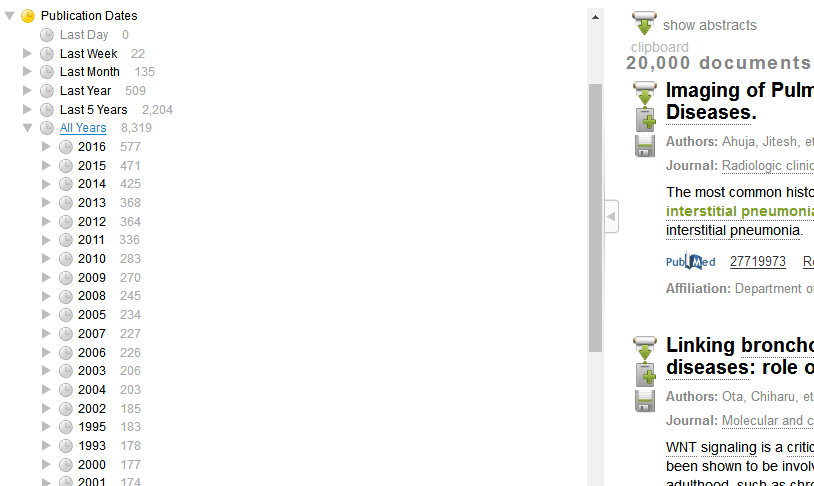 Publication Dates
Last Day 0
Last Week 22
Last Month 135
Last Year 509
Last 5 Years 2,204
All Years 8,319
2016 577
2015 471
2014 425
2013 368
2012 364
2011 336
2010 283
2009 270
2008 245
2005 234
2007 227
2006 226
2003 206
2004 203
2002 185
1995 183
1993 178
2000 177
2001 174
show abstracts
clipboard
20,000 documents
Imaging of Pulm
Diseases.
Authors: Ahuja, Jitesh, et
Journal: Radiologic clinic
The most common histo
interstitial pneumonia
interstitial pneumonia.
PubMed 27719973 Re
Affiliation: Department of
Linking broncho
diseases: role o
Authors: Ota, Chiharu, et
Journal: Molecular and c
WNT signaling is a critic
been shown to be involv
adulthood, such as chro